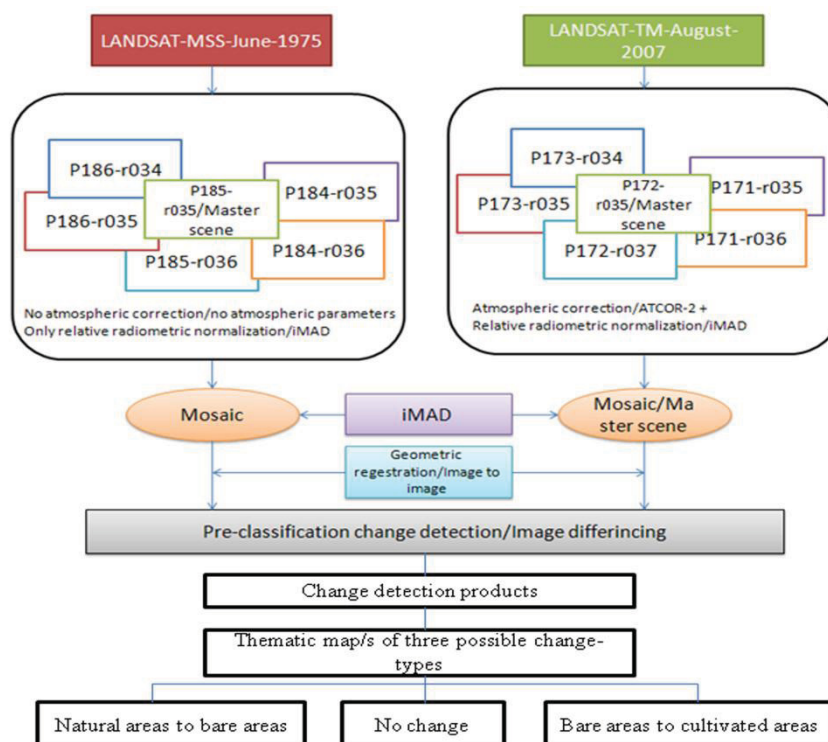 LANDSAT-MSS-June-1975
LANDSAT-TM-August-
2007
P186-r034
P185-
r035/Master
scene
P184-r035
P186-r035
P185-r036
P184-r036
No atmospheric correction/no atmospheric parameters
Only relative radiometric normalization/iMAD
P173-r034
P172-
r035/Master
scene
P171-r035
P173-r035
P172-r037
P171-r036
Atmospheric correction/ATCOR-2 +
Relative radiometric normalization/iMAD
Mosaic
iMAD
Mosaic/Ma
ster scene
Geometric
regestration/Image to
image
Pre-classification change detection/Image differincing
Change detection products
Thematic map/s of three possible change-
types
Natural areas to bare areas
No change
Bare areas to cultivated areas